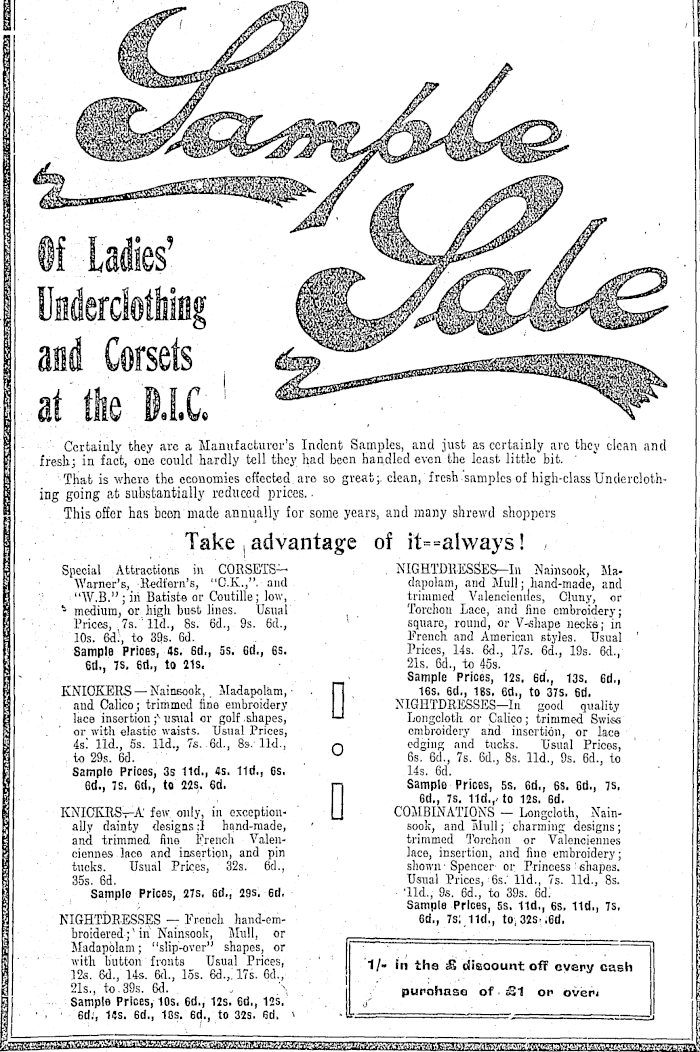 Sample
Sale
Of Ladies'
Underclothing
and Corsets
at the D.I.C.
Certainly they are a Manufacturer's Indent Samples, and just as certainly are they clean and
fresh; in fact, one could hardly tell they had been handled even the least little bit.
That is where the economies effected are so great; clean, fresh samples of high-class Undercloth-
ing going at substantially reduced prices.
This offer has been made annually for some years, and many shrewd shoppers
Take advantage of it--always!
Special Attractions in CORSETS—
Warner's, Redfern's, "C.K.," and
"W.B."; in Batiste or Coutille; low,
medium, or high bust lines. Usual
Prices, 7s. 11d., 8s. 6d., 9s. 6d.,
10s. 6d., to 39s. 6d.
Sample Prices, 4s. 6d., 5s. 6d., 6s.
6d., 7s. 6d., to 21s.
KNICKERS — Nainsook, Madapolam,
and Calico; trimmed fine embroidery
lace insertion; usual or golf shapes,
or with elastic waists. Usual Prices,
4s. 11d., 5s. 11d., 7s. 6d., 8s. 11d.,
to 29s. 6d.
Sample Prices, 3s 11d., 4s. 11d., 6s.
6d., 7s. 6d., to 22s. 6d.
KNICKRS—A few only, in exception-
ally dainty designs; hand-made,
and trimmed fine French Valen-
ciennes lace and insertion, and pin
tucks. Usual Prices, 32s. 6d.,
35s. 6d.
Sample Prices, 27s. 6d., 29s. 6d.
NIGHTDRESSES — French hand-em-
broidered; in Nainsook, Mull, or
Madapolam; "slip-over" shapes, or
with button fronts Usual Prices,
12s. 6d., 14s. 6d., 15s. 6d., 17s. 6d.,
21s., to 39s. 6d.
Sample Prices, 10s. 6d., 12s. 6d., 12s.
6d., 14s. 6d., 18s. 6d., to 32s. 6d.
NIGHTDRESSES—In Nainsook, Ma-
dapolam, and Mull; hand-made, and
trimmed Valenciennes, Cluny, or
Torchon Lace, and fine embroidery;
square, round, or V-shape necks; in
French and American styles. Usual
Prices, 14s. 6d., 17s. 6d., 19s. 6d.,
21s. 6d., to 45s.
Sample Prices, 12s. 6d., 13s. 6d.,
16s. 6d., 18s. 6d., to 37s. 6d.
NIGHTDRESSES—In good quality
Longcloth or Calico; trimmed Swiss
embroidery and insertion, or lace
edging and tucks. Usual Prices,
6s. 6d., 7s. 6d., 8s. 11d., 9s. 6d., to
14s. 6d.
Sample Prices, 5s. 6d., 6s. 6d., 7s.
6d., 7s. 11d., to 12s. 6d.
COMBINATIONS — Longcloth, Nain-
sook, and Mull; charming designs;
trimmed Torchon or Valenciennes
lace, insertion, and fine embroidery;
shown Spencer or Princess shapes.
Usual Prices, 6s. 11d., 7s. 11d., 8s.
11d., 9s. 6d., to 39s. 6d.
Sample Prices, 5s. 11d., 6s. 11d., 7s.
6d., 7s. 11d., to 32s. 6d.
1/- in the £ discount off every cash
purchase of £1 or over.